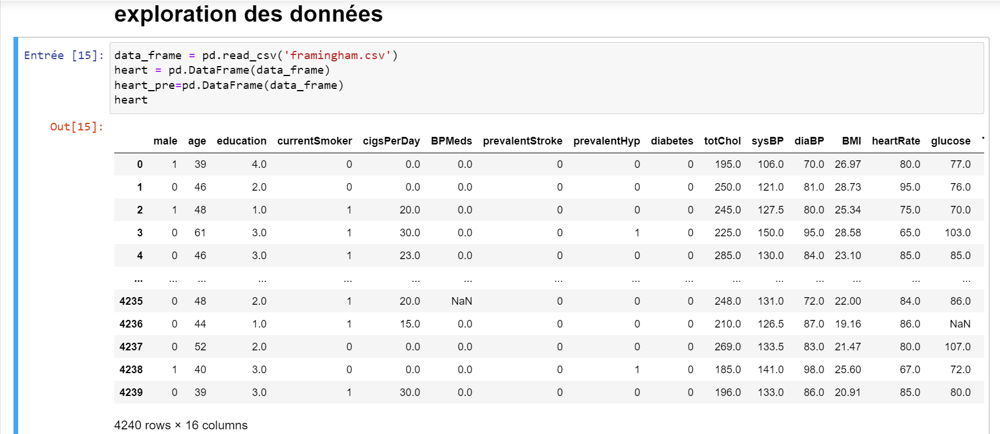 exploration des données
Entrée [15]: data_frame = pd.read_csv('framingham.csv')
heart = pd.DataFrame(data_frame)
heart_pre=pd.DataFrame(data_frame)
heart
Out[15]:
male age education currentSmoker cigsPerDay BPMeds prevalentStroke prevalentHyp diabetes totChol sysBP diaBP BMI heartRate glucose
0 1 39 4.0 0 0.0 0.0 0 0 0 195.0 106.0 70.0 26.97 80.0 77.0
1 0 46 2.0 0 0.0 0.0 0 0 0 250.0 121.0 81.0 28.73 95.0 76.0
2 1 48 1.0 1 20.0 0.0 0 0 0 245.0 127.5 80.0 25.34 75.0 70.0
3 0 61 3.0 1 30.0 0.0 0 1 0 225.0 150.0 95.0 28.58 65.0 103.0
4 0 46 3.0 1 23.0 0.0 0 0 0 285.0 130.0 84.0 23.10 85.0 85.0
... ... ... ... ... ... ... ... ... ... ... ... ... ... ... ...
4235 0 48 2.0 1 20.0 NaN 0 0 0 248.0 131.0 72.0 22.00 84.0 86.0
4236 0 44 1.0 1 15.0 0.0 0 0 0 210.0 126.5 87.0 19.16 86.0 NaN
4237 0 52 2.0 0 0.0 0.0 0 0 0 269.0 133.5 83.0 21.47 80.0 107.0
4238 1 40 3.0 0 0.0 0.0 0 1 0 185.0 141.0 98.0 25.60 67.0 72.0
4239 0 39 3.0 1 30.0 0.0 0 0 0 196.0 133.0 86.0 20.91 85.0 80.0
4240 rows × 16 columns